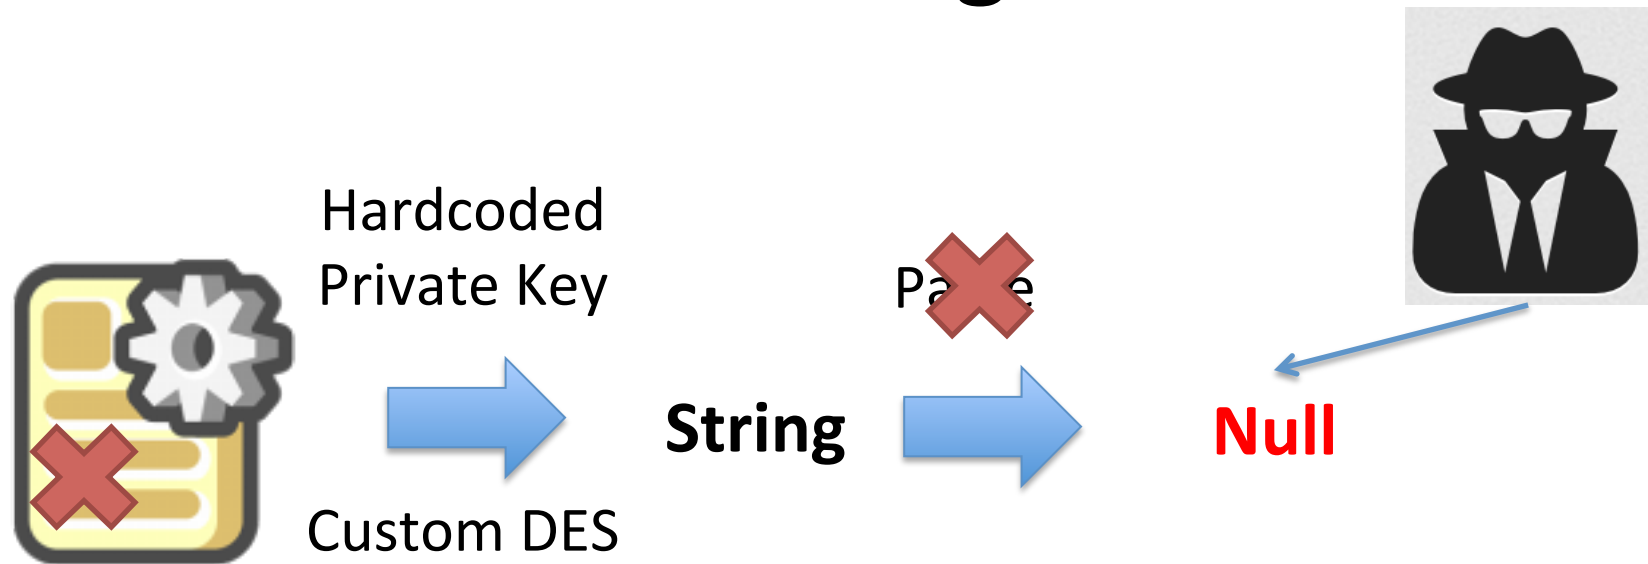 Hardcoded
Private Key
String
Null
Custom DES